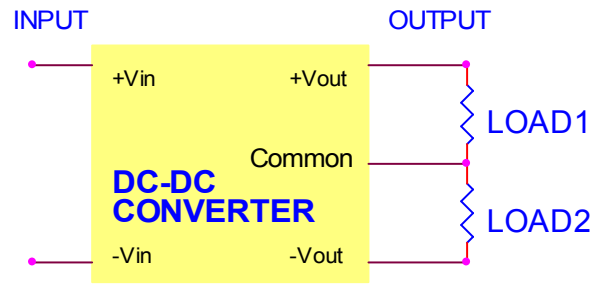 INPUT
OUTPUT
+Vin
+Vout
LOAD1
Common
DC-DC
CONVERTER
LOAD2
-Vin
-Vout